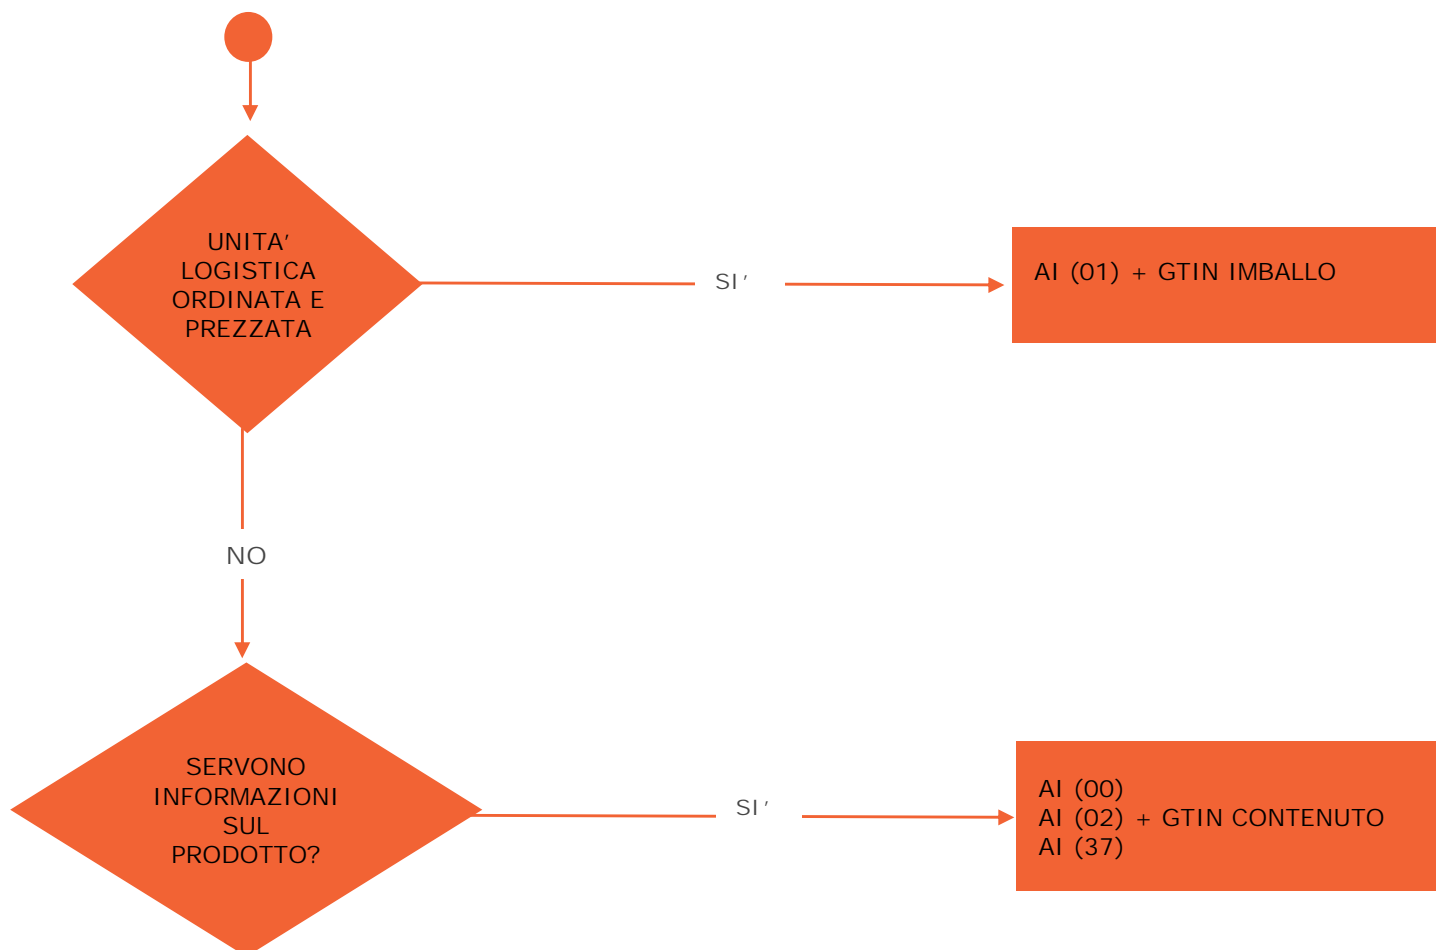 UNITA'
LOGISTICA
ORDINATA E
PREZZATA
SI'
AI (01) + GTIN IMBALLO
NO
SERVONO
INFORMAZIONI
SUL
PRODOTTO?
SI'
AI (00)
AI (02) + GTIN CONTENUTO
AI (37)